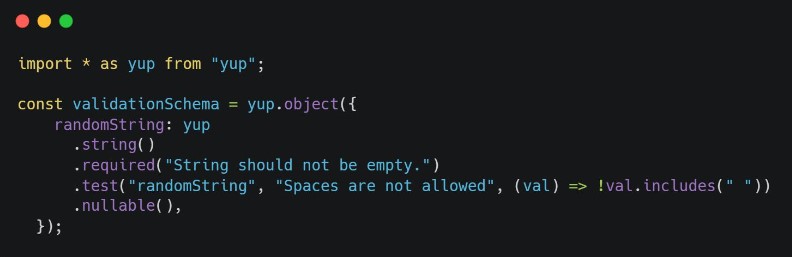 import * as yup from "yup";
const validationSchema = yup.object({
randomString: yup
.string()
.required("String should not be empty.")
.test("randomString", "Spaces are not allowed", (val) => !val.includes(" "))
.nullable(),
});